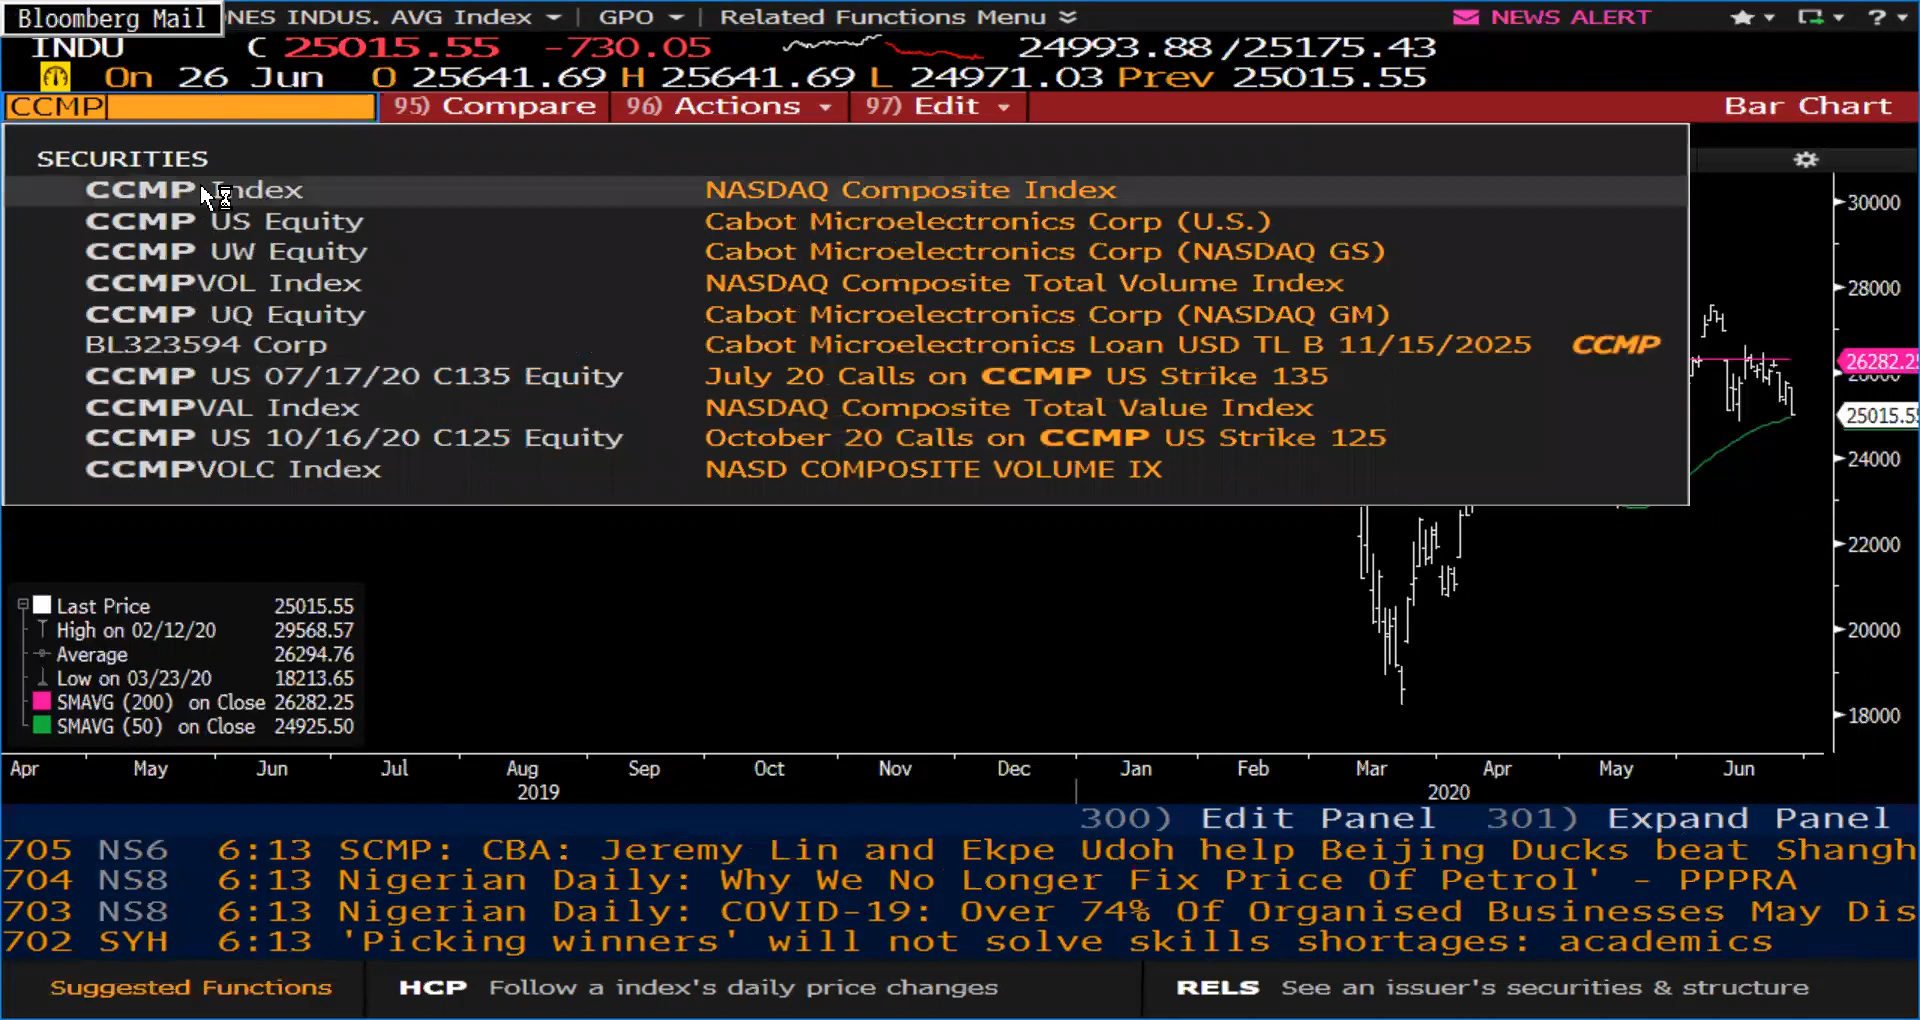 Bloomberg Mail NES INDUS. AVG Index GPO Related Functions Menu NEWS ALERT ?
INDU C 25015.55 -730.05 24993.88 /25175.43
On 26 Jun O 25641.69 H 25641.69 L 24971.03 Prev 25015.55
CCMP 95) Compare 96) Actions 97) Edit Bar Chart
SECURITIES
CCMP Index NASDAQ Composite Index
CCMP US Equity Cabot Microelectronics Corp (U.S.)
CCMP UW Equity Cabot Microelectronics Corp (NASDAQ GS)
CCMPVOL Index NASDAQ Composite Total Volume Index
CCMP UQ Equity Cabot Microelectronics Corp (NASDAQ GM)
BL323594 Corp Cabot Microelectronics Loan USD TL B 11/15/2025 CCMP
CCMP US 07/17/20 C135 Equity July 20 Calls on CCMP US Strike 135
CCMPVAL Index NASDAQ Composite Total Value Index
CCMP US 10/16/20 C125 Equity October 20 Calls on CCMP US Strike 125
CCMPVOLC Index NASD COMPOSITE VOLUME IX
30000
28000
26282.25
26000
25015.55
24000
22000
20000
18000
Last Price 25015.55
High on 02/12/20 29568.57
Average 26294.76
Low on 03/23/20 18213.65
SMAVG (200) on Close 26282.25
SMAVG (50) on Close 24925.50
Apr May Jun Jul Aug Sep Oct Nov Dec Jan Feb Mar Apr May Jun
2019 2020
300) Edit Panel 301) Expand Panel
705 NS6 6:13 SCMP: CBA: Jeremy Lin and Ekpe Udoh help Beijing Ducks beat Shangh
704 NS8 6:13 Nigerian Daily: Why We No Longer Fix Price Of Petrol' - PPPRA
703 NS8 6:13 Nigerian Daily: COVID-19: Over 74% Of Organised Businesses May Dis
702 SYH 6:13 'Picking winners' will not solve skills shortages: academics
Suggested Functions HCP Follow a index's daily price changes RELS See an issuer's securities & structure